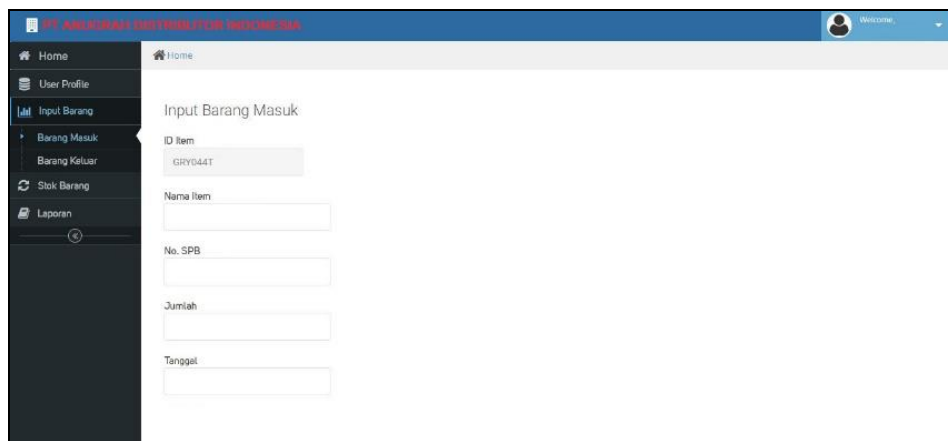 PT ANUGRAH DISTRIBUTOR INDONESIA
Welcome,
Home
Home
User Profile
Input Barang
Barang Masuk
Barang Keluar
Stok Barang
Laporan
Input Barang Masuk
ID Item
GRY044T
Nama Item
No. SPB
Jumlah
Tanggal